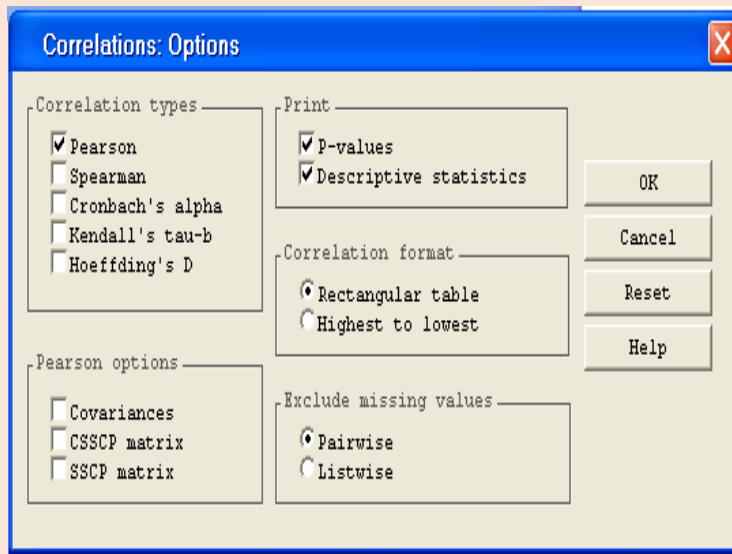 Correlations: Options
Correlation types
Pearson
Spearman
Cronbach's alpha
Kendall's tau-b
Hoeffding's D
Pearson options
Covariances
CSSCP matrix
SSCP matrix
Print
P-values
Descriptive statistics
Correlation format
Rectangular table
Highest to lowest
Exclude missing values
Pairwise
Listwise
OK
Cancel
Reset
Help